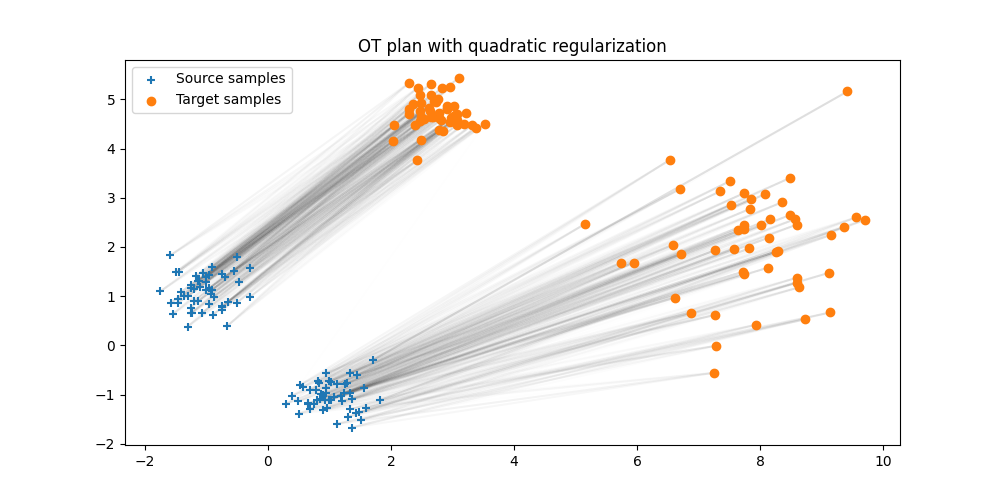 OT plan with quadratic regularization
Source samples
Target samples
5
4
3
2
1
0
−1
−2
−2 0 2 4 6 8 10